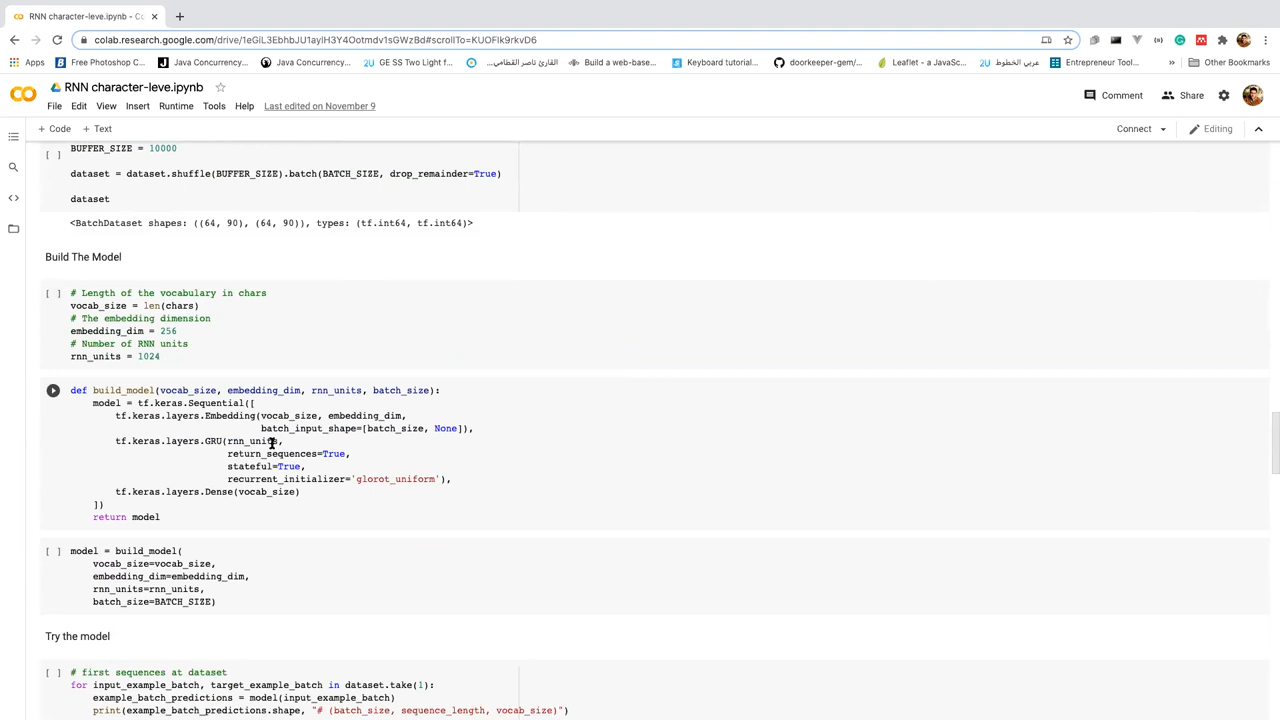 RNN character-leve.ipynb - Co
colab.research.google.com/drive/1eGiL3EbhbJU1aylH3Y4Ootmdv1sGWzBd#scrollTo=KUOFIk9rkvD6
Apps
Free Photoshop C...
Java Concurrency...
Java Concurrency...
GE SS Two Light f...
القارئ ناصر القطامي...
Build a web-base...
Keyboard tutorial...
doorkeeper-gem/...
Leaflet - a JavaSc...
عربي الخطوط
Entrepreneur Tool...
»
Other Bookmarks
RNN character-leve.ipynb
File Edit View Insert Runtime Tools Help Last edited on November 9
Comment
Share
+ Code + Text
Connect
Editing
[ ]
BUFFER_SIZE = 10000
dataset = dataset.shuffle(BUFFER_SIZE).batch(BATCH_SIZE, drop_remainder=True)
dataset
<BatchDataset shapes: ((64, 90), (64, 90)), types: (tf.int64, tf.int64)>
Build The Model
[ ] # Length of the vocabulary in chars
vocab_size = len(chars)
# The embedding dimension
embedding_dim = 256
# Number of RNN units
rnn_units = 1024
def build_model(vocab_size, embedding_dim, rnn_units, batch_size):
model = tf.keras.Sequential([
tf.keras.layers.Embedding(vocab_size, embedding_dim,
batch_input_shape=[batch_size, None]),
tf.keras.layers.GRU(rnn_units,
return_sequences=True,
stateful=True,
recurrent_initializer='glorot_uniform'),
tf.keras.layers.Dense(vocab_size)
])
return model
[ ] model = build_model(
vocab_size=vocab_size,
embedding_dim=embedding_dim,
rnn_units=rnn_units,
batch_size=BATCH_SIZE)
Try the model
[ ] # first sequences at dataset
for input_example_batch, target_example_batch in dataset.take(1):
example_batch_predictions = model(input_example_batch)
print(example_batch_predictions.shape, "# (batch_size, sequence_length, vocab_size)")